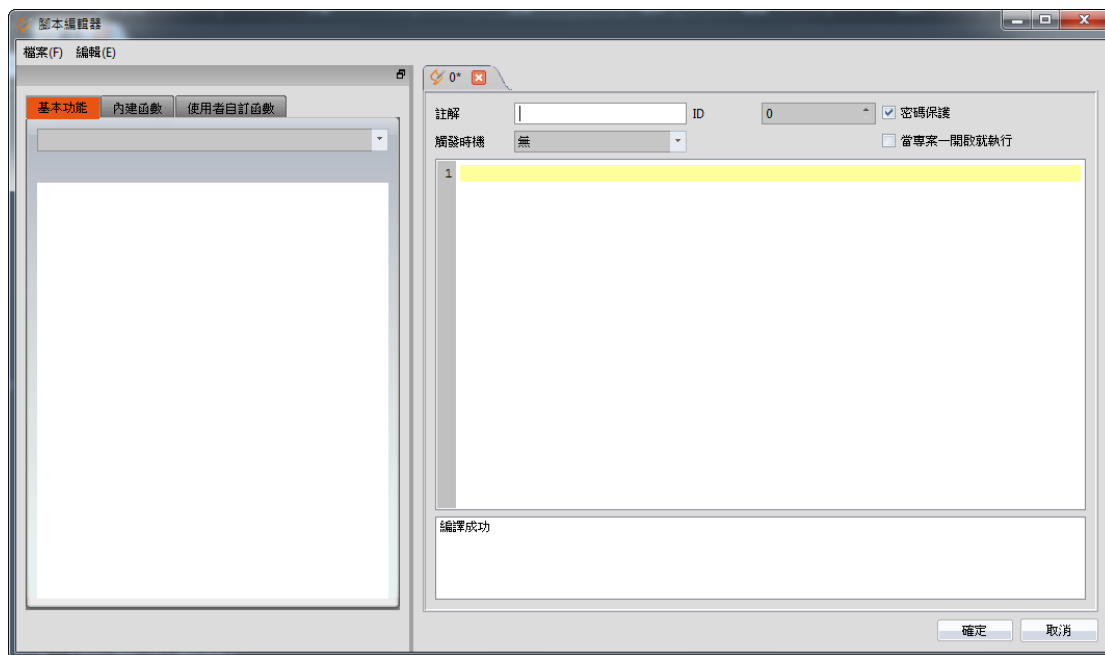 腳本編輯器
檔案(F) 編輯(E)
0*
基本功能 內建函數 使用者自訂函數
註解 ID 0 密碼保護
觸發時機 無 當專案一開啟就執行
1
編譯成功
確定 取消